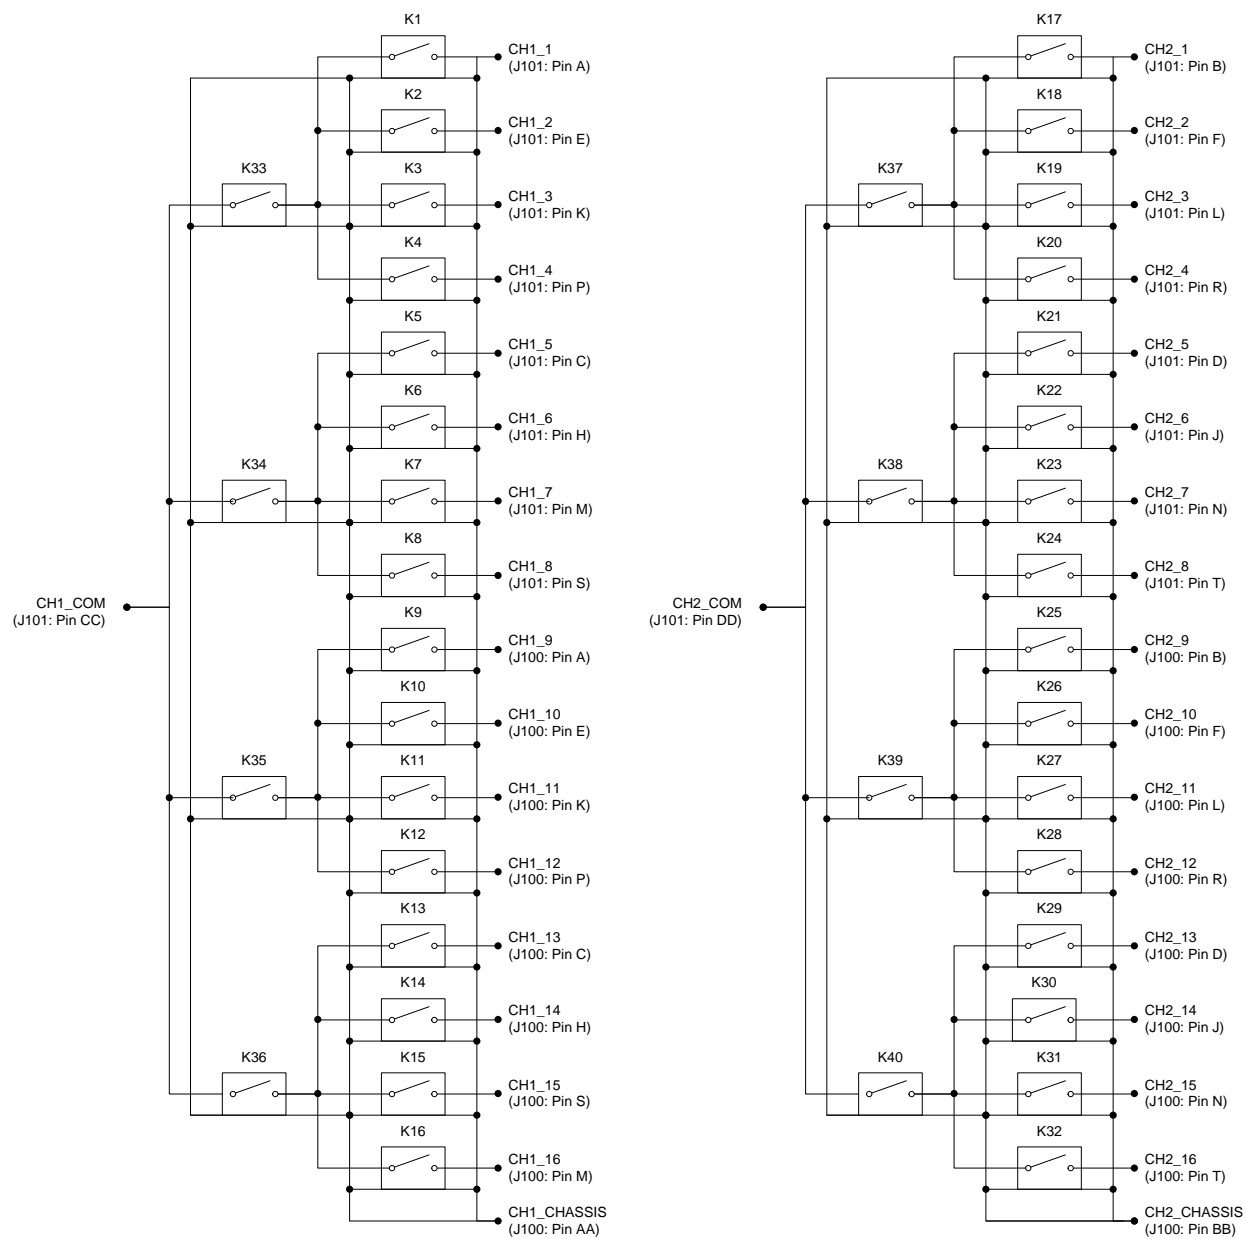 K1
CH1_1
(J101: Pin A)
K2
CH1_2
(J101: Pin E)
K33
K3
CH1_3
(J101: Pin K)
K4
CH1_4
(J101: Pin P)
K5
CH1_5
(J101: Pin C)
K6
CH1_6
(J101: Pin H)
K34
K7
CH1_7
(J101: Pin M)
K8
CH1_8
(J101: Pin S)
CH1_COM
(J101: Pin CC)
K9
CH1_9
(J100: Pin A)
K10
CH1_10
(J100: Pin E)
K35
K11
CH1_11
(J100: Pin K)
K12
CH1_12
(J100: Pin P)
K13
CH1_13
(J100: Pin C)
K14
CH1_14
(J100: Pin H)
K36
K15
CH1_15
(J100: Pin S)
K16
CH1_16
(J100: Pin M)
CH1_CHASSIS
(J100: Pin AA)
K17
CH2_1
(J101: Pin B)
K18
CH2_2
(J101: Pin F)
K37
K19
CH2_3
(J101: Pin L)
K20
CH2_4
(J101: Pin R)
K21
CH2_5
(J101: Pin D)
K22
CH2_6
(J101: Pin J)
K38
K23
CH2_7
(J101: Pin N)
K24
CH2_8
(J101: Pin T)
CH2_COM
(J101: Pin DD)
K25
CH2_9
(J100: Pin B)
K26
CH2_10
(J100: Pin F)
K39
K27
CH2_11
(J100: Pin L)
K28
CH2_12
(J100: Pin R)
K29
CH2_13
(J100: Pin D)
K30
CH2_14
(J100: Pin J)
K40
K31
CH2_15
(J100: Pin N)
K32
CH2_16
(J100: Pin T)
CH2_CHASSIS
(J100: Pin BB)